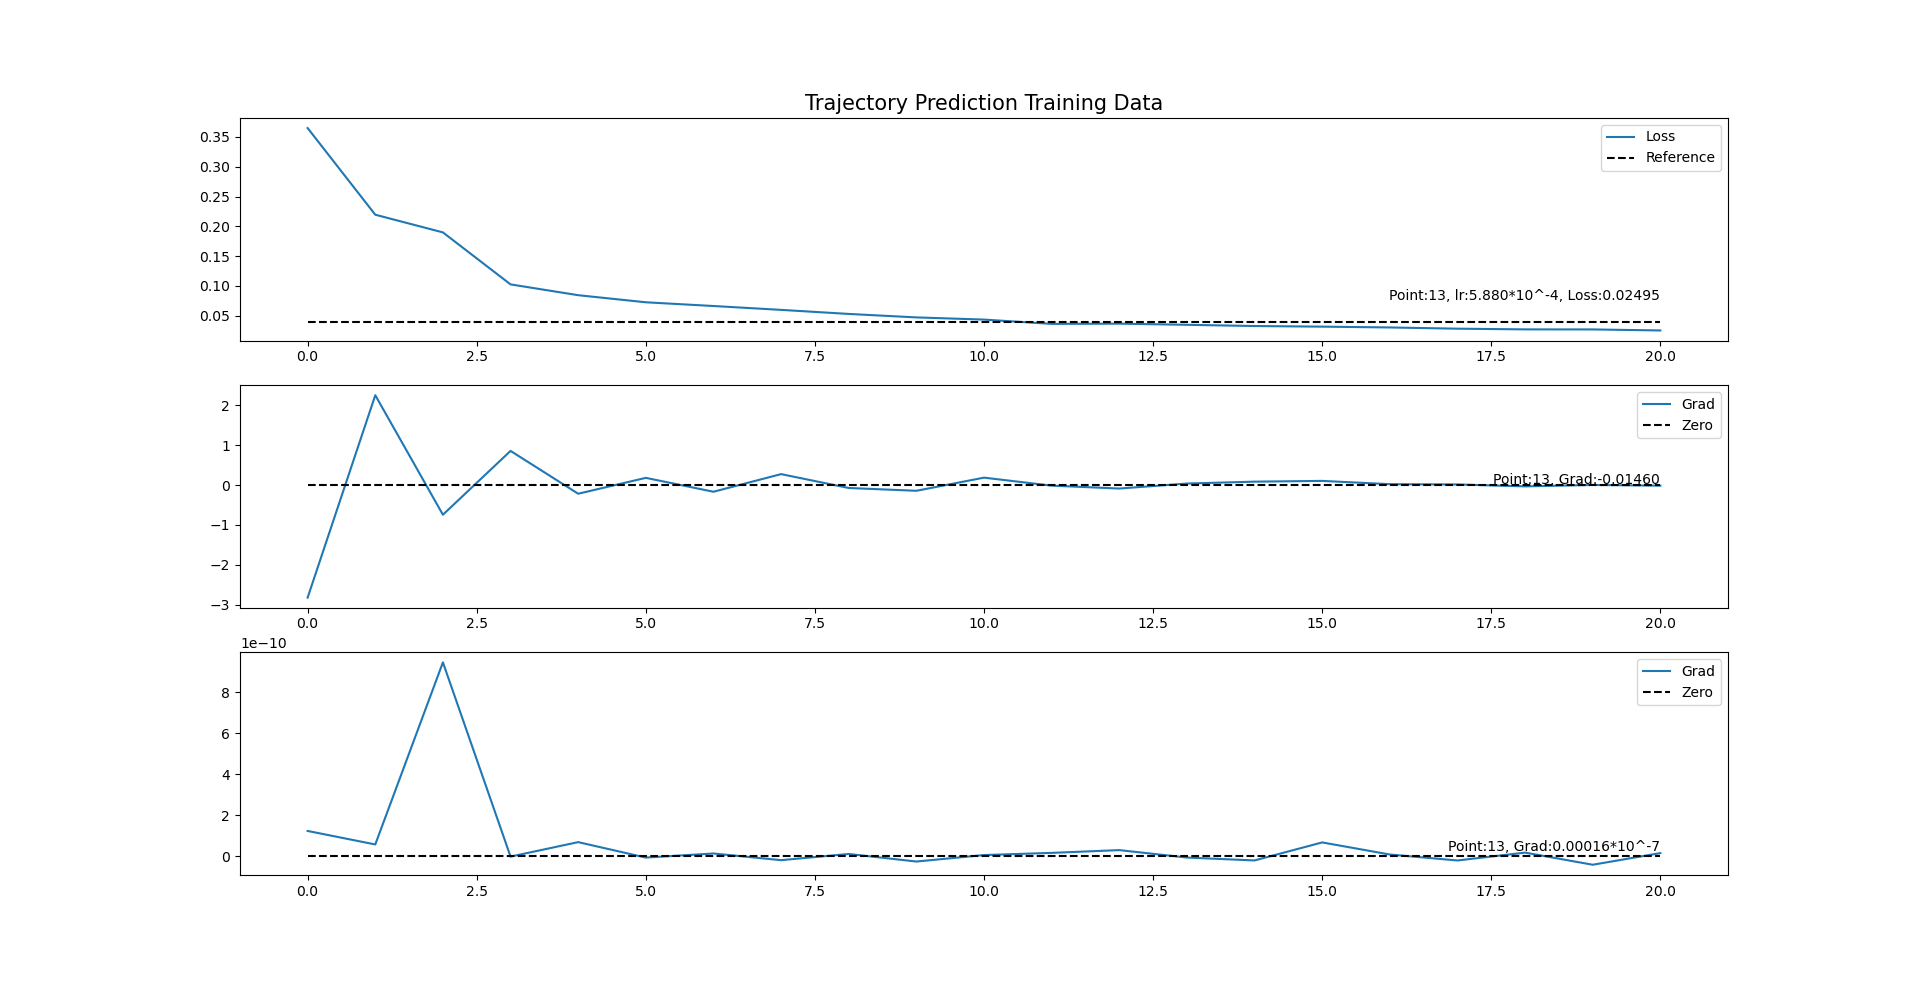 Trajectory Prediction Training Data
0.35
0.30
0.25
0.20
0.15
0.10
0.05
Loss
Reference
Point:13, lr:5.880*10^-4, Loss:0.02495
0.0 2.5 5.0 7.5 10.0 12.5 15.0 17.5 20.0
2
1
0
−1
−2
−3
Grad
Zero
Point:13, Grad:-0.01460
0.0 2.5 5.0 7.5 10.0 12.5 15.0 17.5 20.0
1e−10
8
6
4
2
0
Grad
Zero
Point:13, Grad:0.00016*10^-7
0.0 2.5 5.0 7.5 10.0 12.5 15.0 17.5 20.0